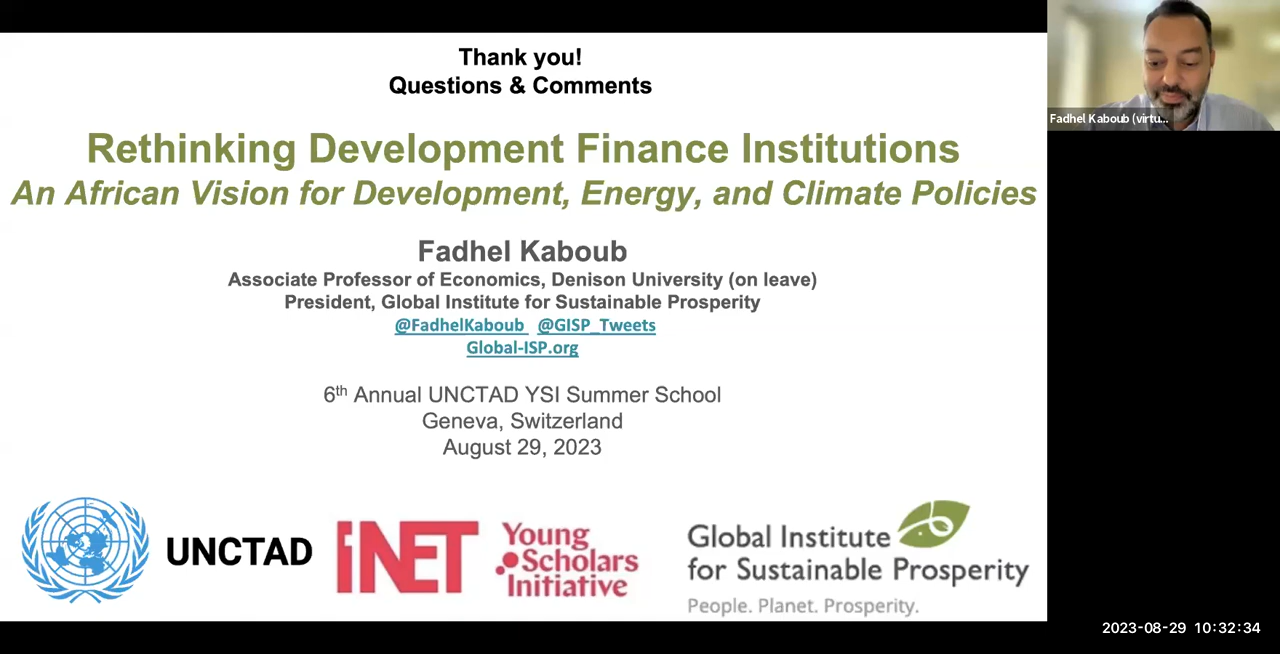 Thank you!
Questions & Comments
Rethinking Development Finance Institutions
An African Vision for Development, Energy, and Climate Policies
Fadhel Kaboub
Associate Professor of Economics, Denison University (on leave)
President, Global Institute for Sustainable Prosperity
@FadhelKaboub @GISP_Tweets
Global-ISP.org
6th Annual UNCTAD YSI Summer School
Geneva, Switzerland
August 29, 2023
UNCTAD
iNET
Young
Scholars
Initiative
Global Institute
for Sustainable Prosperity
People. Planet. Prosperity.
Fadhel Kaboub (virtu...
2023-08-29 10:32:34